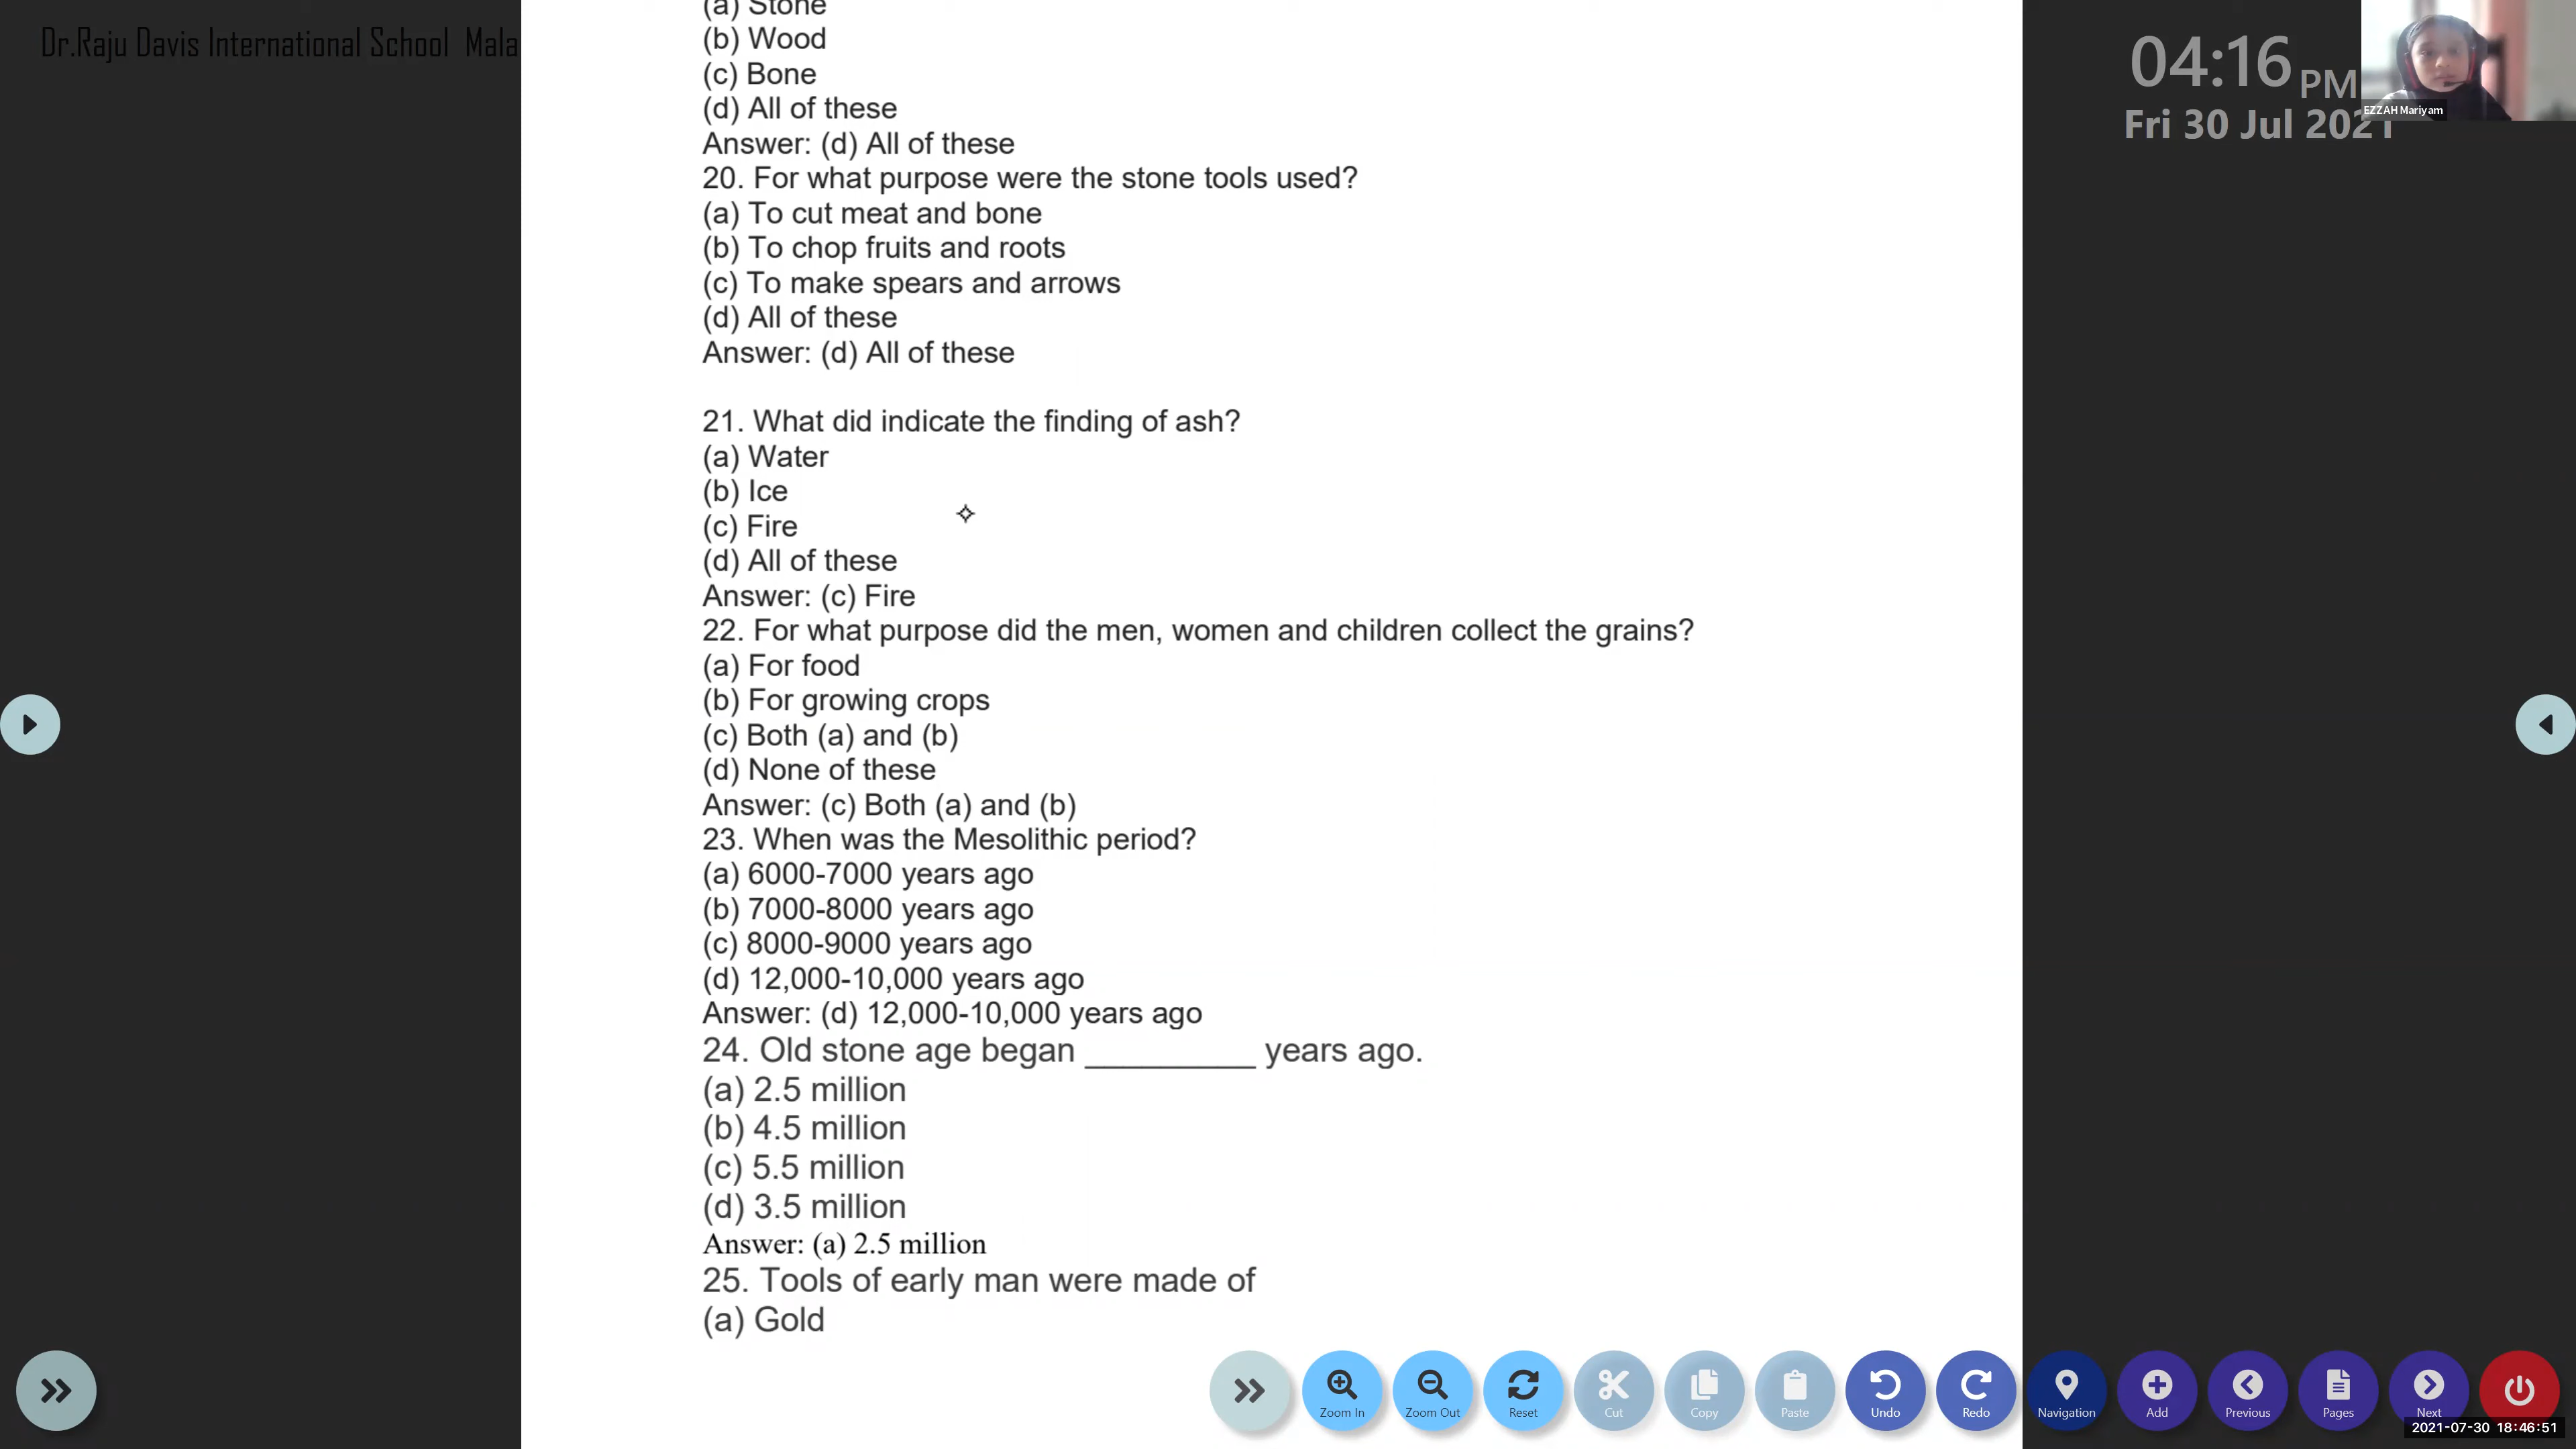 Dr.Raju Davis International School Mala
04:16 PM
Fri 30 Jul 2021
EZZAH Mariyam
(a) Stone
(b) Wood
(c) Bone
(d) All of these
Answer: (d) All of these
20. For what purpose were the stone tools used?
(a) To cut meat and bone
(b) To chop fruits and roots
(c) To make spears and arrows
(d) All of these
Answer: (d) All of these
21. What did indicate the finding of ash?
(a) Water
(b) Ice
(c) Fire
(d) All of these
Answer: (c) Fire
22. For what purpose did the men, women and children collect the grains?
(a) For food
(b) For growing crops
(c) Both (a) and (b)
(d) None of these
Answer: (c) Both (a) and (b)
23. When was the Mesolithic period?
(a) 6000-7000 years ago
(b) 7000-8000 years ago
(c) 8000-9000 years ago
(d) 12,000-10,000 years ago
Answer: (d) 12,000-10,000 years ago
24. Old stone age began _________ years ago.
(a) 2.5 million
(b) 4.5 million
(c) 5.5 million
(d) 3.5 million
Answer: (a) 2.5 million
25. Tools of early man were made of
(a) Gold
Zoom In
Zoom Out
Reset
Cut
Copy
Paste
Undo
Redo
Navigation
Add
Previous
Pages
Next
2021-07-30 18:46:51